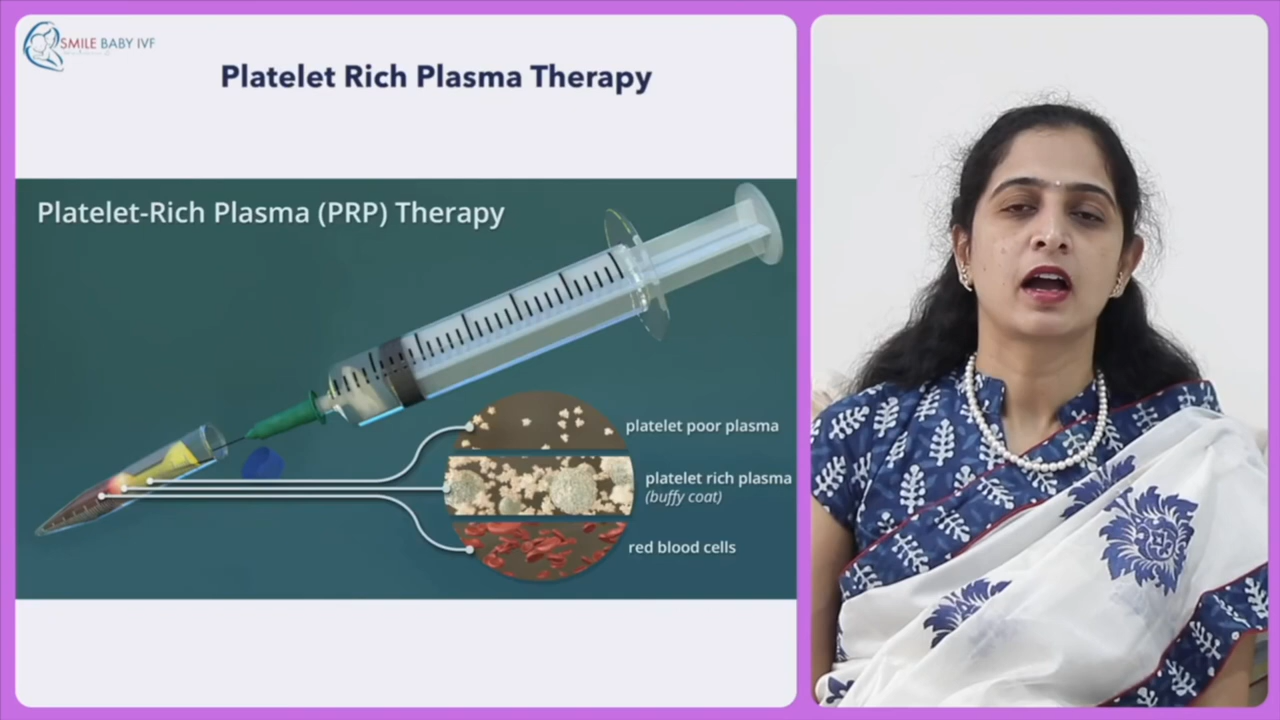 SMILE BABY IVF
Platelet Rich Plasma Therapy
Platelet-Rich Plasma (PRP) Therapy
platelet poor plasma
platelet rich plasma
(buffy coat)
red blood cells